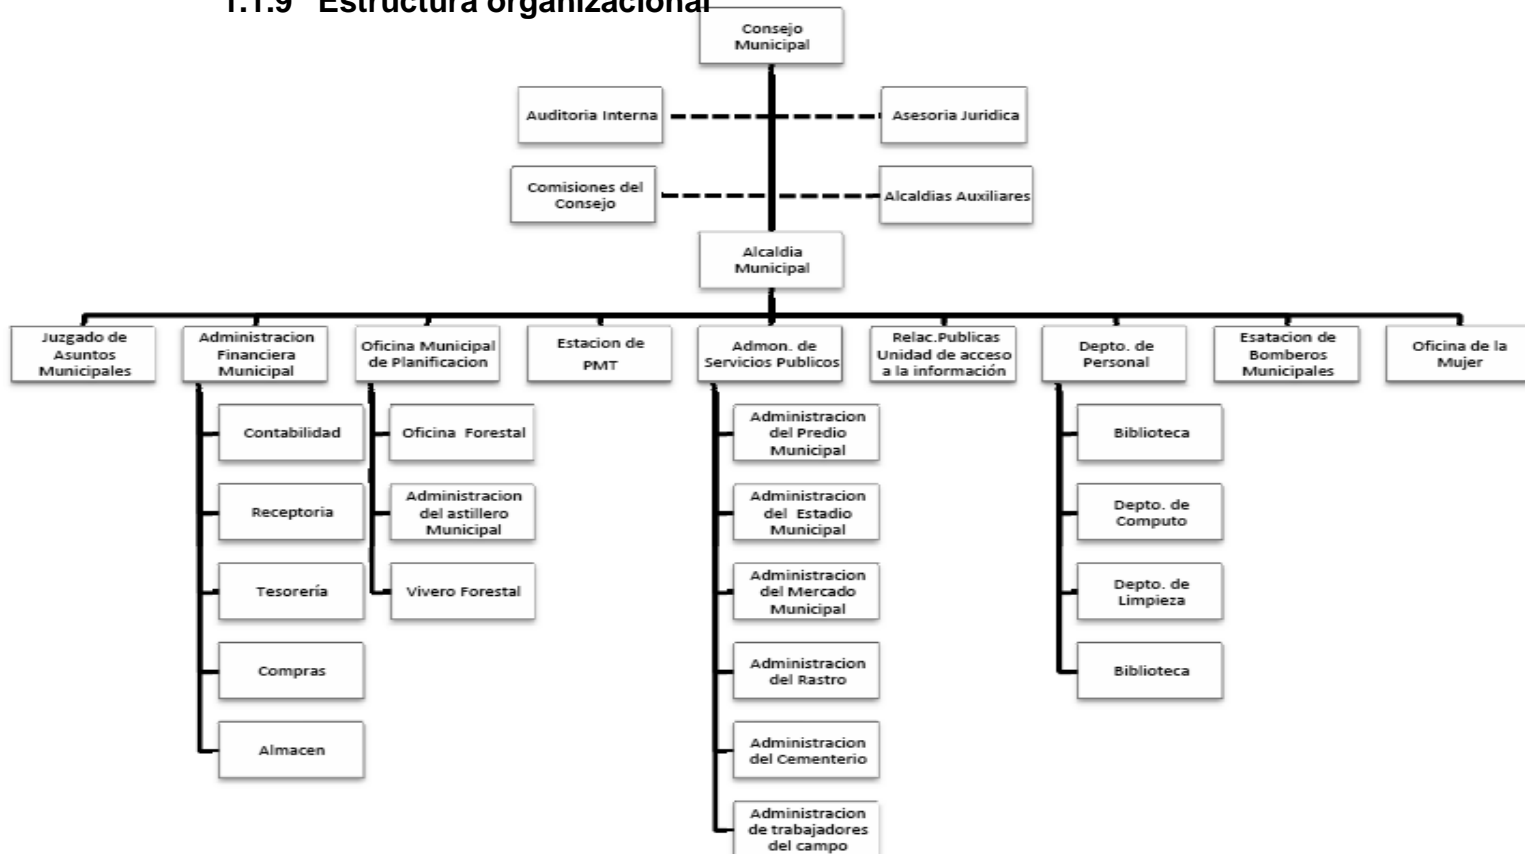 1.1.9 Estructura organizacional
Consejo
Municipal
Auditoria Interna
Asesoria Juridica
Comisiones del
Consejo
Alcaldias Auxiliares
Alcaldia
Municipal
Juzgado de
Asuntos
Municipales
Administracion
Financiera
Municipal
Oficina Municipal
de Planificacion
Estacion de
PMT
Admon. de
Servicios Publicos
Relac.Publicas
Unidad de acceso
a la información
Depto. de
Personal
Esatacion de
Bomberos
Municipales
Oficina de la
Mujer
Contabilidad
Receptoria
Tesorería
Compras
Almacen
Oficina Forestal
Administracion
del astillero
Municipal
Vivero Forestal
Administracion
del Predio
Municipal
Administracion
del Estadio
Municipal
Administracion
del Mercado
Municipal
Administracion
del Rastro
Administracion
del Cementerio
Administracion
de trabajadores
del campo
Biblioteca
Depto. de
Computo
Depto. de
Limpieza
Biblioteca